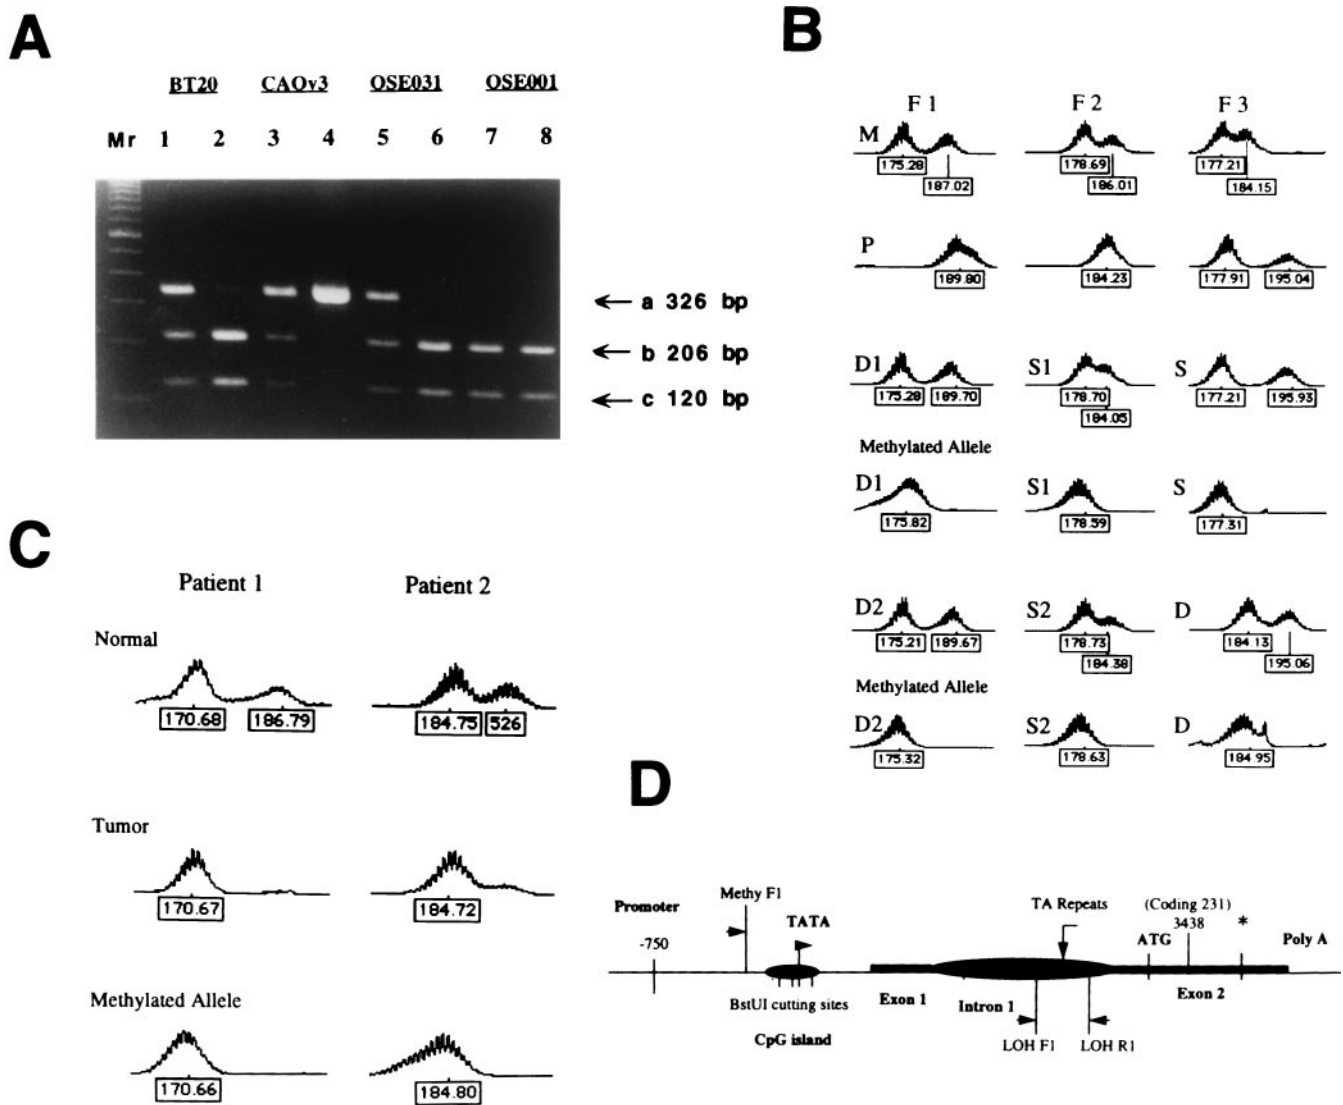 A
BT20 CAOv3 OSE031 OSE001
Mr 1 2 3 4 5 6 7 8
a 326 bp
b 206 bp
c 120 bp
B
F 1 F 2 F 3
M
175.28 187.02 178.69 186.01 177.21 184.15
P
189.80 184.23 177.91 195.04
D1 S1 S
175.28 189.70 178.70 184.05 177.21 195.93
Methylated Allele
D1 S1 S
175.82 178.59 177.31
D2 S2 D
175.21 189.67 178.73 184.38 184.13 195.06
Methylated Allele
D2 S2 D
175.32 178.63 184.95
C
Patient 1 Patient 2
Normal
170.68 186.79 184.75 526
Tumor
170.67 184.72
Methylated Allele
170.66 184.80
D
Promoter
-750
Methy F1
TATA
BstUI cutting sites
CpG island
Exon 1
Intron 1
TA Repeats
LOH F1 LOH R1
ATG
(Coding 231)
3438
*
Exon 2
Poly A